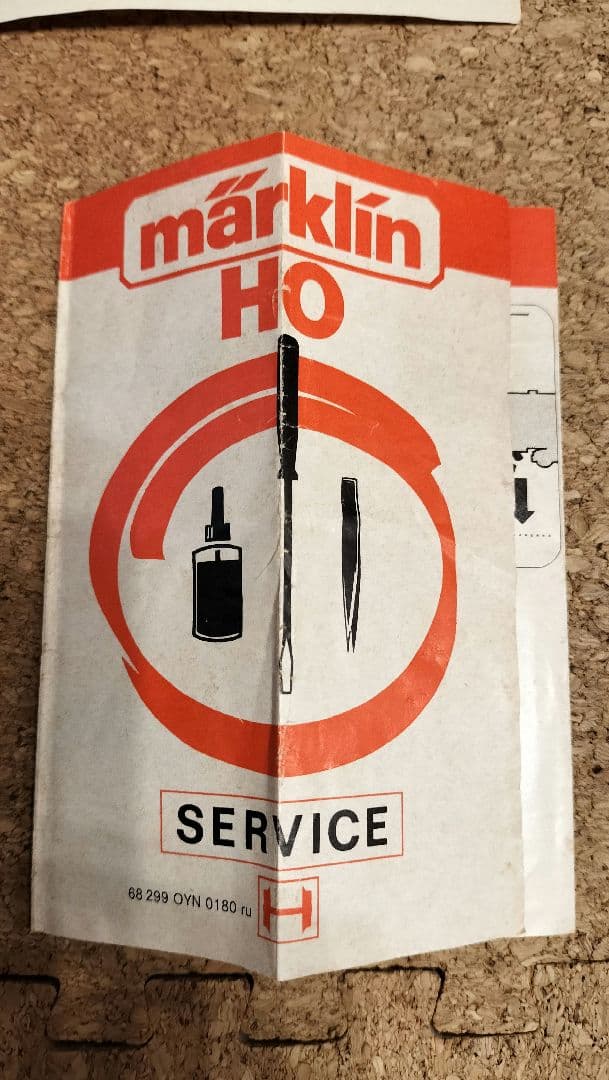 märklin
HO
SERVICE
68 299 OYN 0180 ru
H